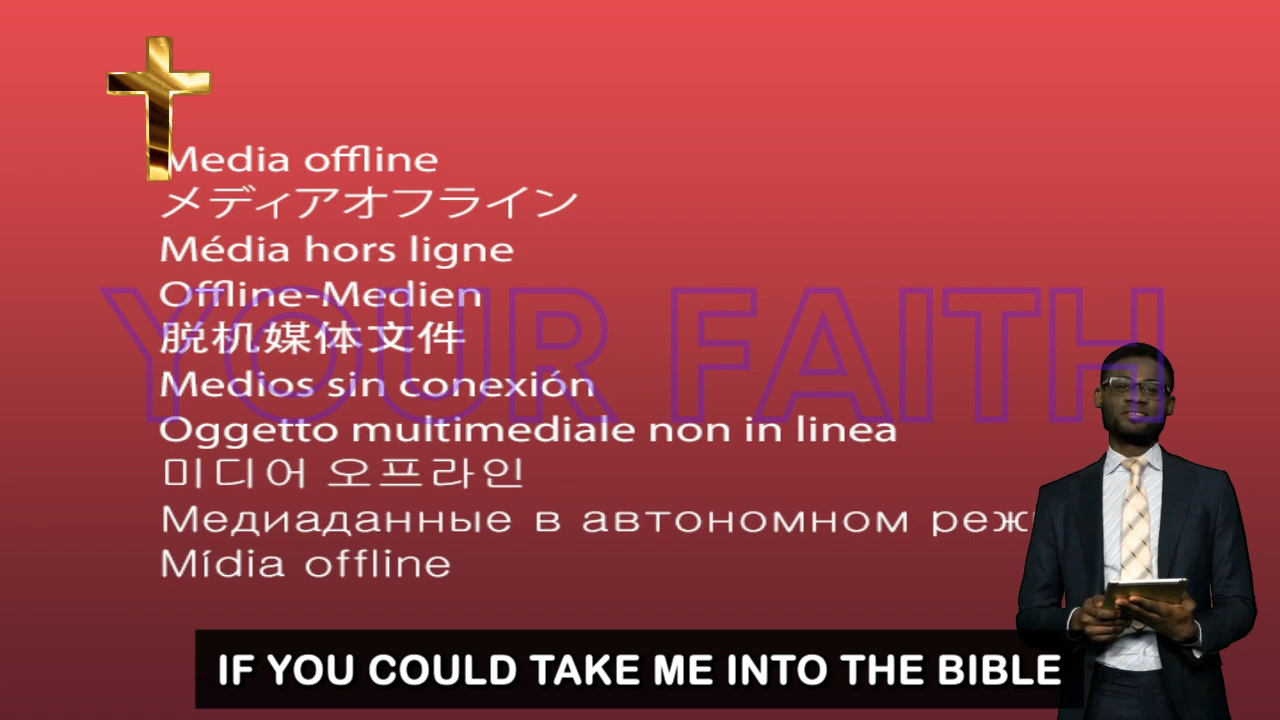 Media offline
メディアオフライン
Média hors ligne
Offline-Medien
脱机媒体文件
YOUR FAITH
Medios sin conexión
Oggetto multimediale non in linea
미디어 오프라인
Медиаданные в автономном
Mídia offline
IF YOU COULD TAKE ME INTO THE BIBLE